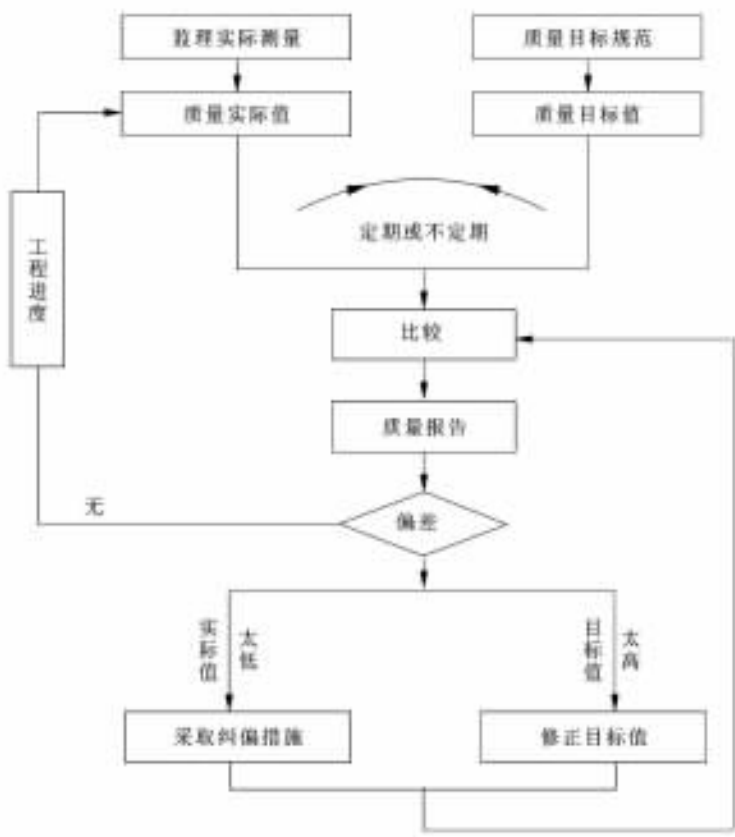 监理实际测量
质量目标规范
质量实际值
质量目标值
定期或不定期
工程进度
比较
质量报告
无
偏差
实际值
太低
目标值
太高
采取纠偏措施
修正目标值